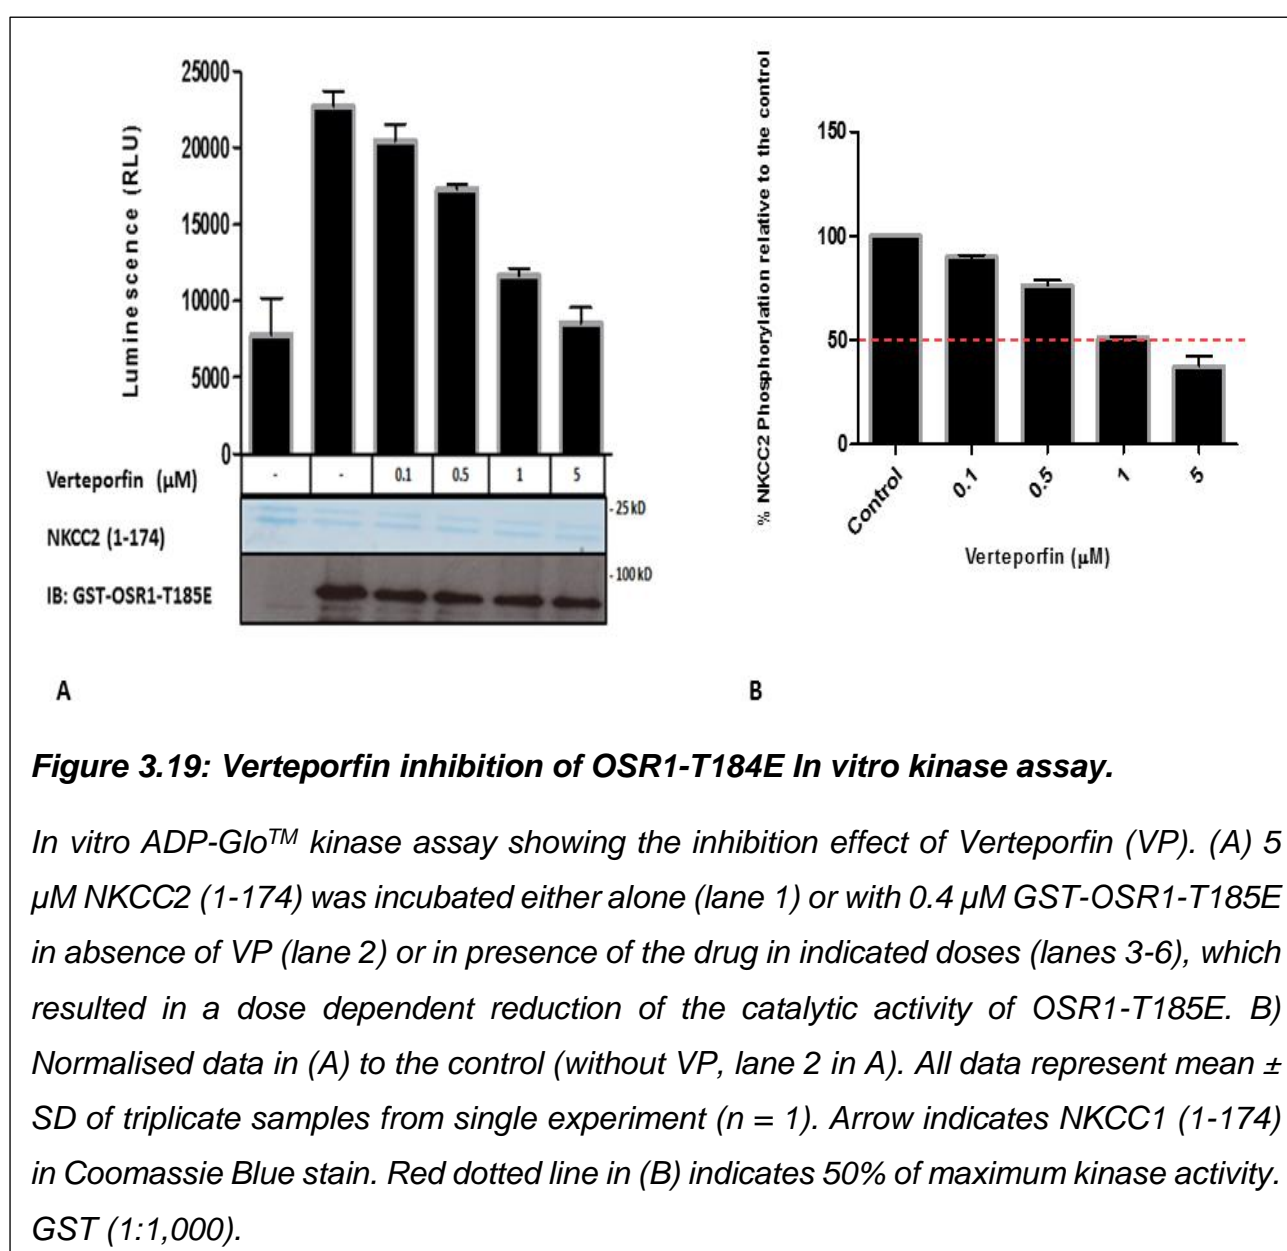 25000
20000
15000
10000
5000
0
Luminescence (RLU)
Verteporfin (µM) - - 0.1 0.5 1 5
NKCC2 (1-174)
- 25 kD
IB: GST-OSR1-T185E
- 100 kD
A
% NKCC2 Phosphorylation relative to the control
150
100
50
0
Control 0.1 0.5 1 5
Verteporfin (µM)
B
Figure 3.19: Verteporfin inhibition of OSR1-T184E In vitro kinase assay.
In vitro ADP-Glo™ kinase assay showing the inhibition effect of Verteporfin (VP). (A) 5
µM NKCC2 (1-174) was incubated either alone (lane 1) or with 0.4 µM GST-OSR1-T185E
in absence of VP (lane 2) or in presence of the drug in indicated doses (lanes 3-6), which
resulted in a dose dependent reduction of the catalytic activity of OSR1-T185E. B)
Normalised data in (A) to the control (without VP, lane 2 in A). All data represent mean ±
SD of triplicate samples from single experiment (n = 1). Arrow indicates NKCC1 (1-174)
in Coomassie Blue stain. Red dotted line in (B) indicates 50% of maximum kinase activity.
GST (1:1,000).